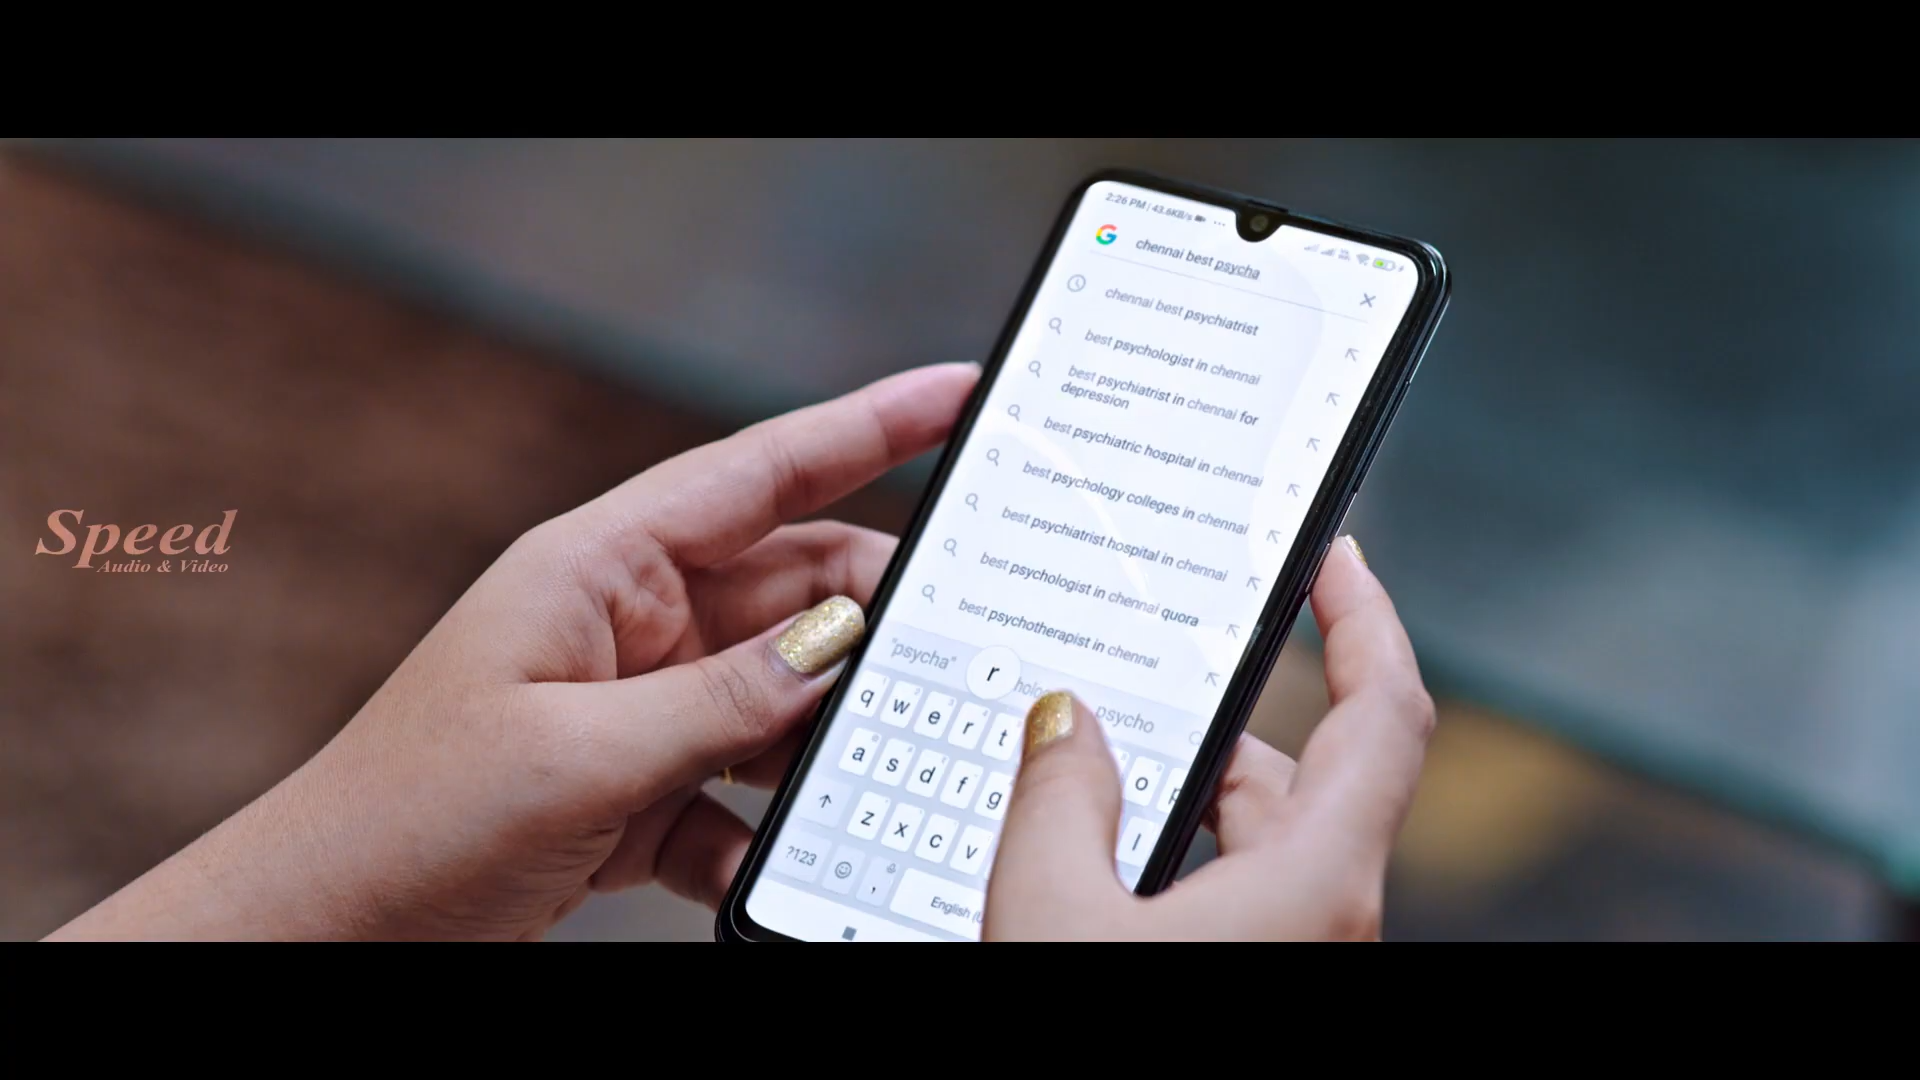 2:26 PM | 43.6KB/s
chennai best psycha
chennai best psychiatrist
best psychologist in chennai
best psychiatrist in chennai for
depression
best psychiatric hospital in chennai
best psychology colleges in chennai
best psychiatrist hospital in chennai
best psychologist in chennai quora
best psychotherapist in chennai
"psycha" psycho
r
q w e r t o p
a s d f g l
z x c v
?123 , English (U
Speed
Audio & Video